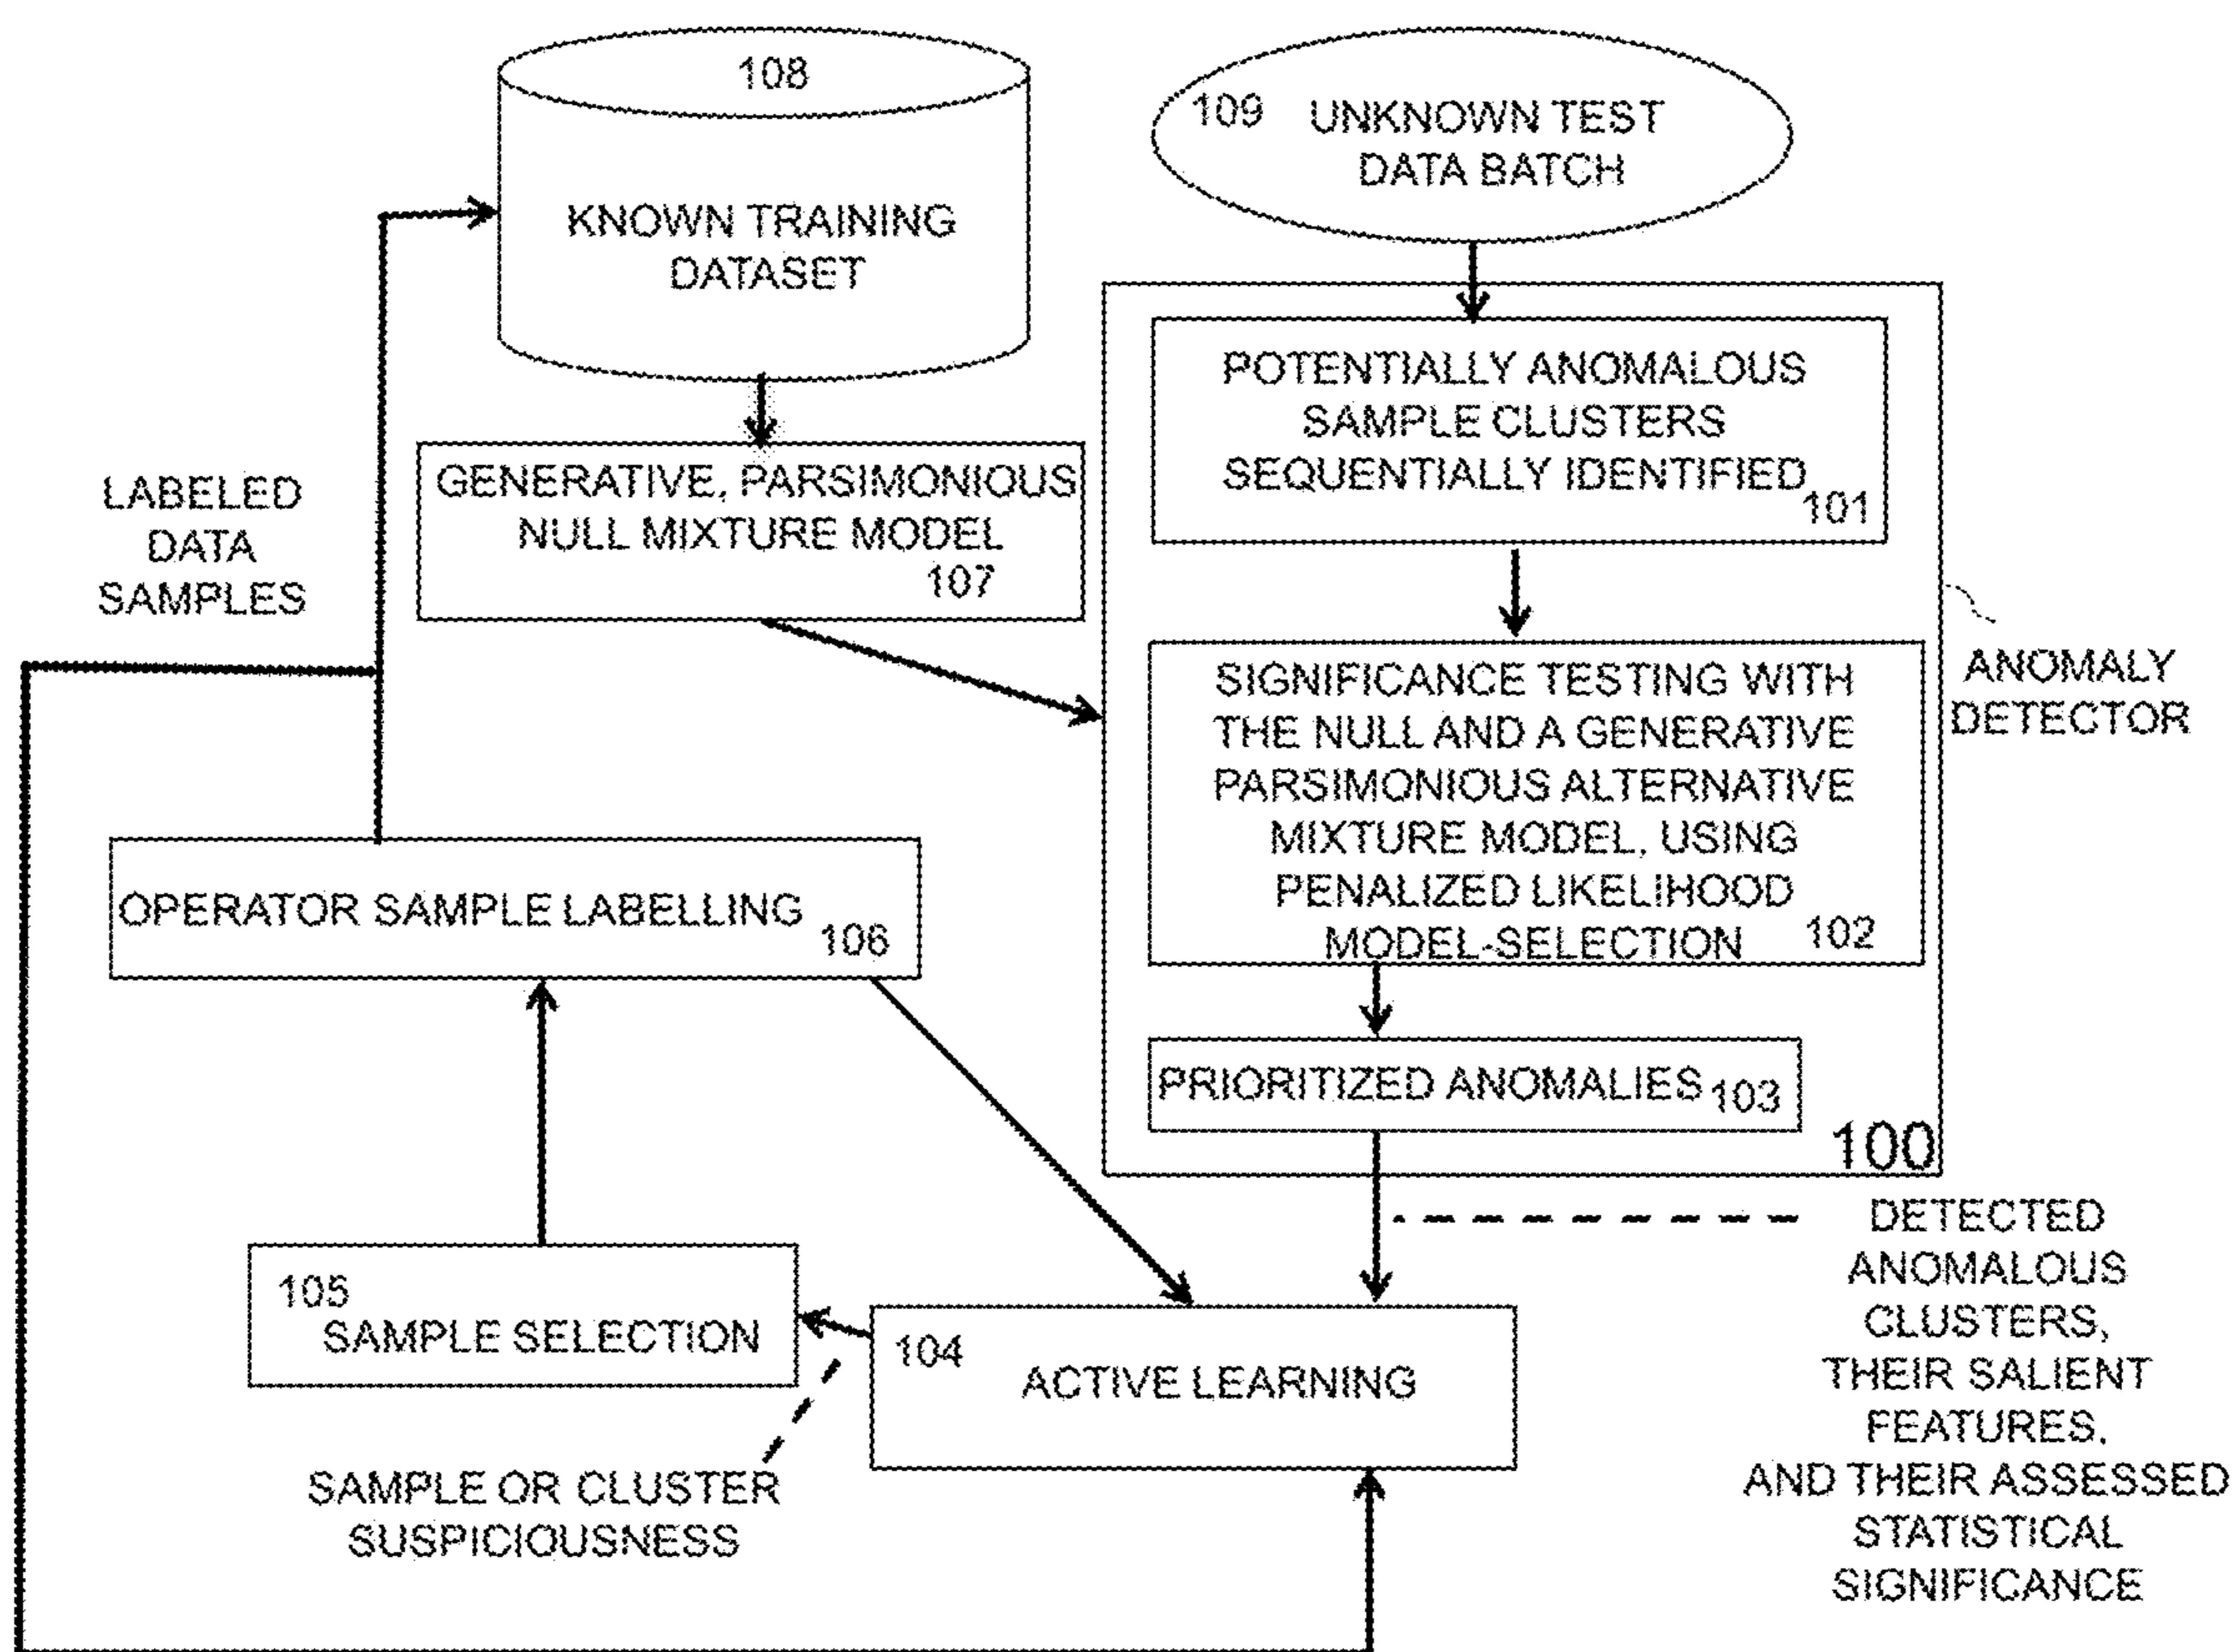 108
KNOWN TRAINING
DATASET
109
UNKNOWN TEST
DATA BATCH
POTENTIALLY ANOMALOUS
SAMPLE CLUSTERS
SEQUENTIALLY IDENTIFIED
101
GENERATIVE, PARSIMONIOUS
NULL MIXTURE MODEL
107
LABELED
DATA
SAMPLES
SIGNIFICANCE TESTING WITH
THE NULL AND A GENERATIVE
PARSIMONIOUS ALTERNATIVE
MIXTURE MODEL, USING
PENALIZED LIKELIHOOD
MODEL-SELECTION
102
ANOMALY
DETECTOR
OPERATOR SAMPLE LABELLING
106
PRIORITIZED ANOMALIES
103
100
DETECTED
ANOMALOUS
CLUSTERS,
THEIR SALIENT
FEATURES,
AND THEIR ASSESSED
STATISTICAL
SIGNIFICANCE
105
SAMPLE SELECTION
104
ACTIVE LEARNING
SAMPLE OR CLUSTER
SUSPICIOUSNESS